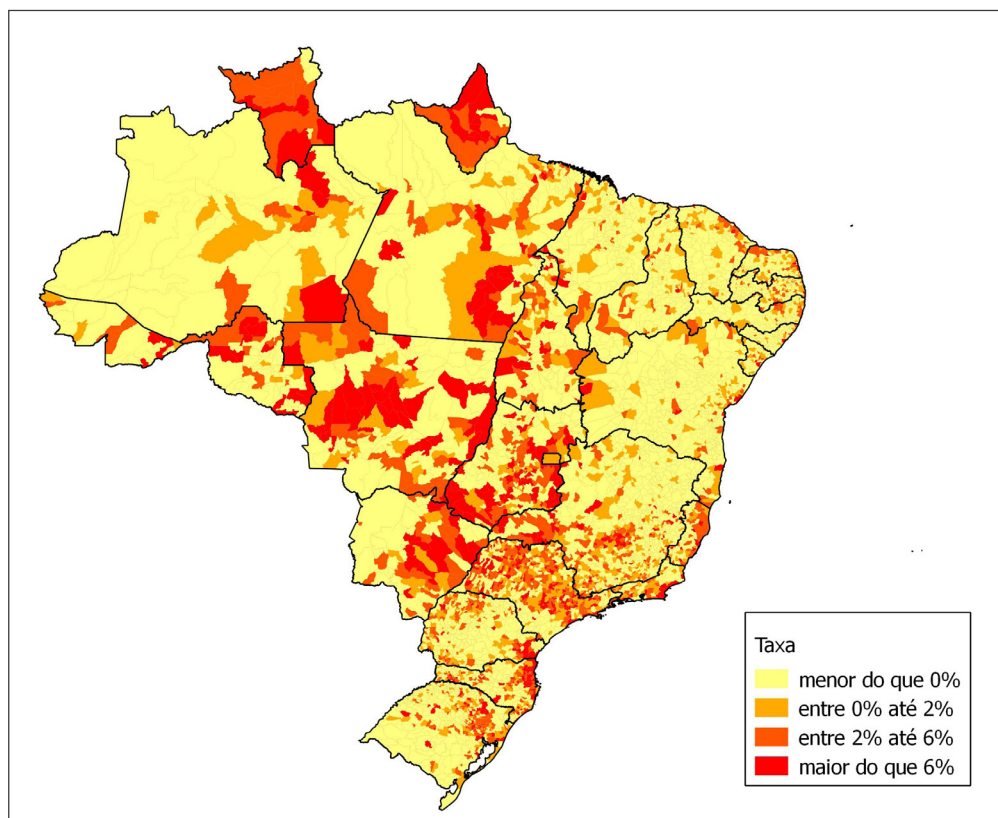 Taxa
menor do que 0%
entre 0% até 2%
entre 2% até 6%
maior do que 6%